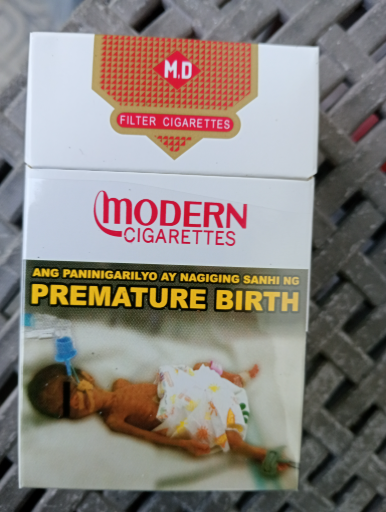 M.D
FILTER CIGARETTES
MODERN
CIGARETTES
ANG PANINIGARILYO AY NAGIGING SANHI NG
PREMATURE BIRTH